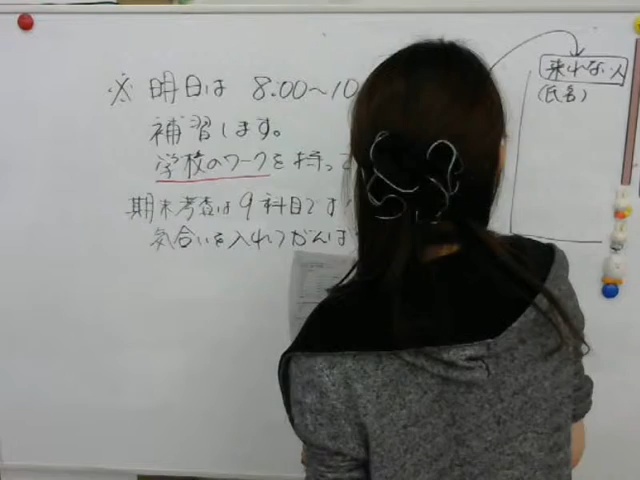 ※ 明日は 8:00～10
補習します。
学校のワークを持って
期末考査は9科目です
気合いを入れてがんば
来れない人
(氏名)